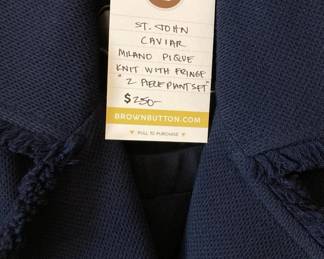 ST. JOHN
CAVIAR
MILANO PIQUE
KNIT WITH FRINGE
"2 PIECE PANT SET"
$250-
BROWNBUTTON.COM
PULL TO PURCHASE